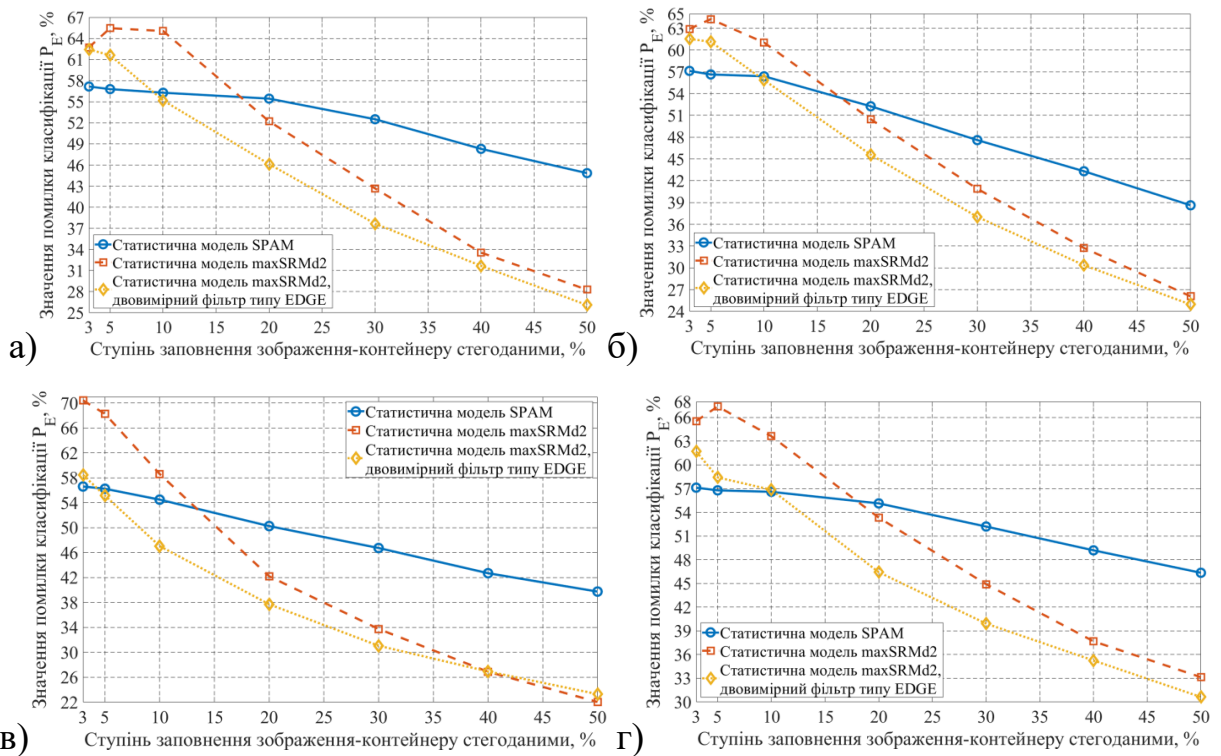 Значення помилки класифікації P_E, %
67
64
61
58
55
52
49
46
43
40
37
34
31
28
25
Статистична модель SPAM
Статистична модель maxSRMd2
Статистична модель maxSRMd2,
двовимірний фільтр типу EDGE
3 5 10 15 20 25 30 35 40 45 50
а) Ступінь заповнення зображення-контейнеру стегоданими, %
Значення помилки класифікації P_E, %
65
63
60
57
54
51
48
45
42
39
36
33
30
27
24
Статистична модель SPAM
Статистична модель maxSRMd2
Статистична модель maxSRMd2,
двовимірний фільтр типу EDGE
3 5 10 15 20 25 30 35 40 45 50
б) Ступінь заповнення зображення-контейнеру стегоданими, %
Значення помилки класифікації P_E, %
70
66
62
58
54
50
46
42
38
34
30
26
22
Статистична модель SPAM
Статистична модель maxSRMd2
Статистична модель maxSRMd2,
двовимірний фільтр типу EDGE
3 5 10 15 20 25 30 35 40 45 50
в) Ступінь заповнення зображення-контейнеру стегоданими, %
Значення помилки класифікації P_E, %
68
66
63
60
57
54
51
48
45
42
39
36
33
30
Статистична модель SPAM
Статистична модель maxSRMd2
Статистична модель maxSRMd2,
двовимірний фільтр типу EDGE
3 5 10 15 20 25 30 35 40 45 50
г) Ступінь заповнення зображення-контейнеру стегоданими, %